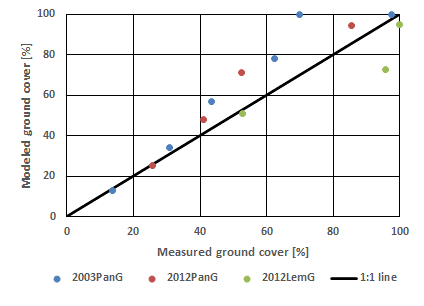 100
80
60
40
20
0
Modeled ground cover [%]
0 20 40 60 80 100
Measured ground cover [%]
2003PanG 2012PanG 2012LemG 1:1 line